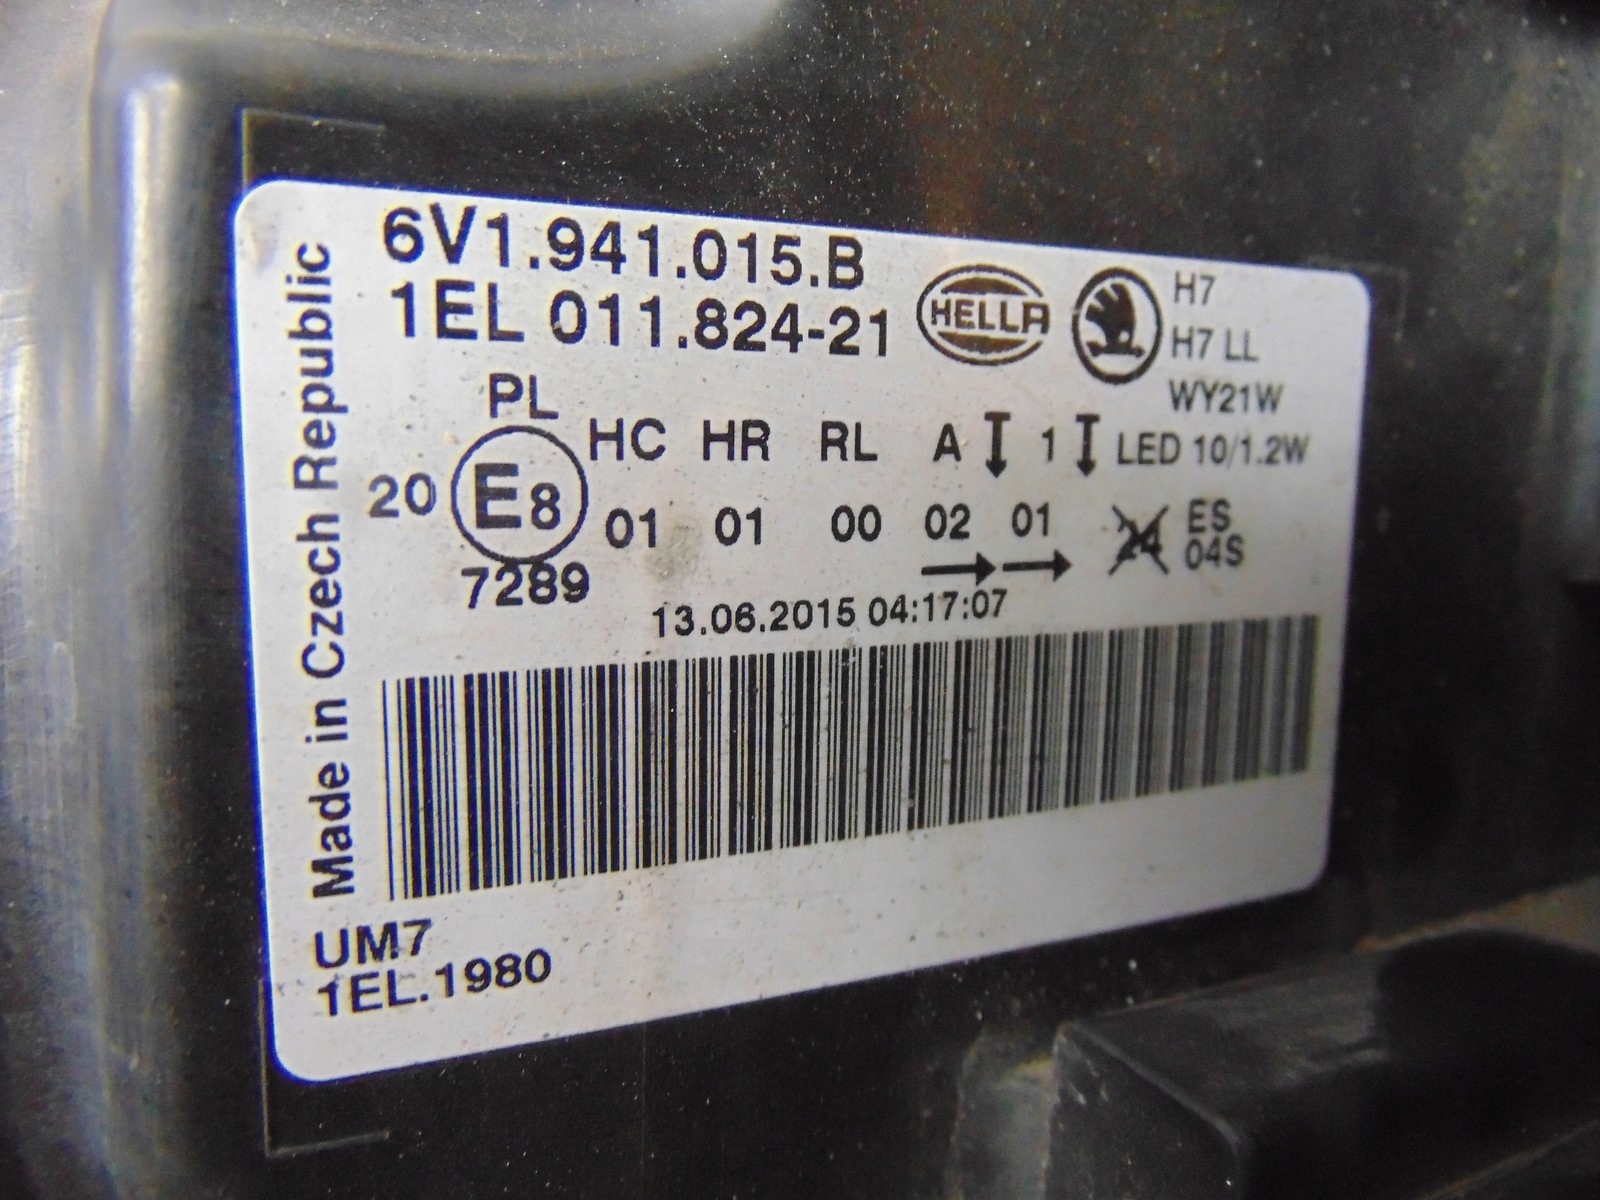 6V1.941.015.B
1EL 011.824-21
HELLA
H7
H7 LL
WY21W
LED 10/1.2W
PL
HC HR RL A 1
20 E8 01 01 00 02 01 24 ES
04S
7289
13.06.2015 04:17:07
Made in Czech Republic
UM7
1EL.1980